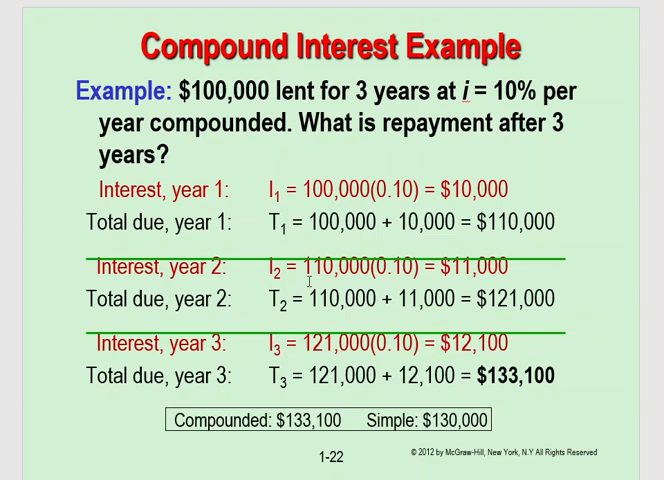 Compound Interest Example
Example: $100,000 lent for 3 years at i = 10% per
year compounded. What is repayment after 3
years?
Interest, year 1: I₁ = 100,000(0.10) = $10,000
Total due, year 1: T₁ = 100,000 + 10,000 = $110,000
Interest, year 2: I₂ = 110,000(0.10) = $11,000
Total due, year 2: T₂ = 110,000 + 11,000 = $121,000
Interest, year 3: I₃ = 121,000(0.10) = $12,100
Total due, year 3: T₃ = 121,000 + 12,100 = $133,100
Compounded: $133,100 Simple: $130,000
1-22
© 2012 by McGraw-Hill, New York, N.Y All Rights Reserved